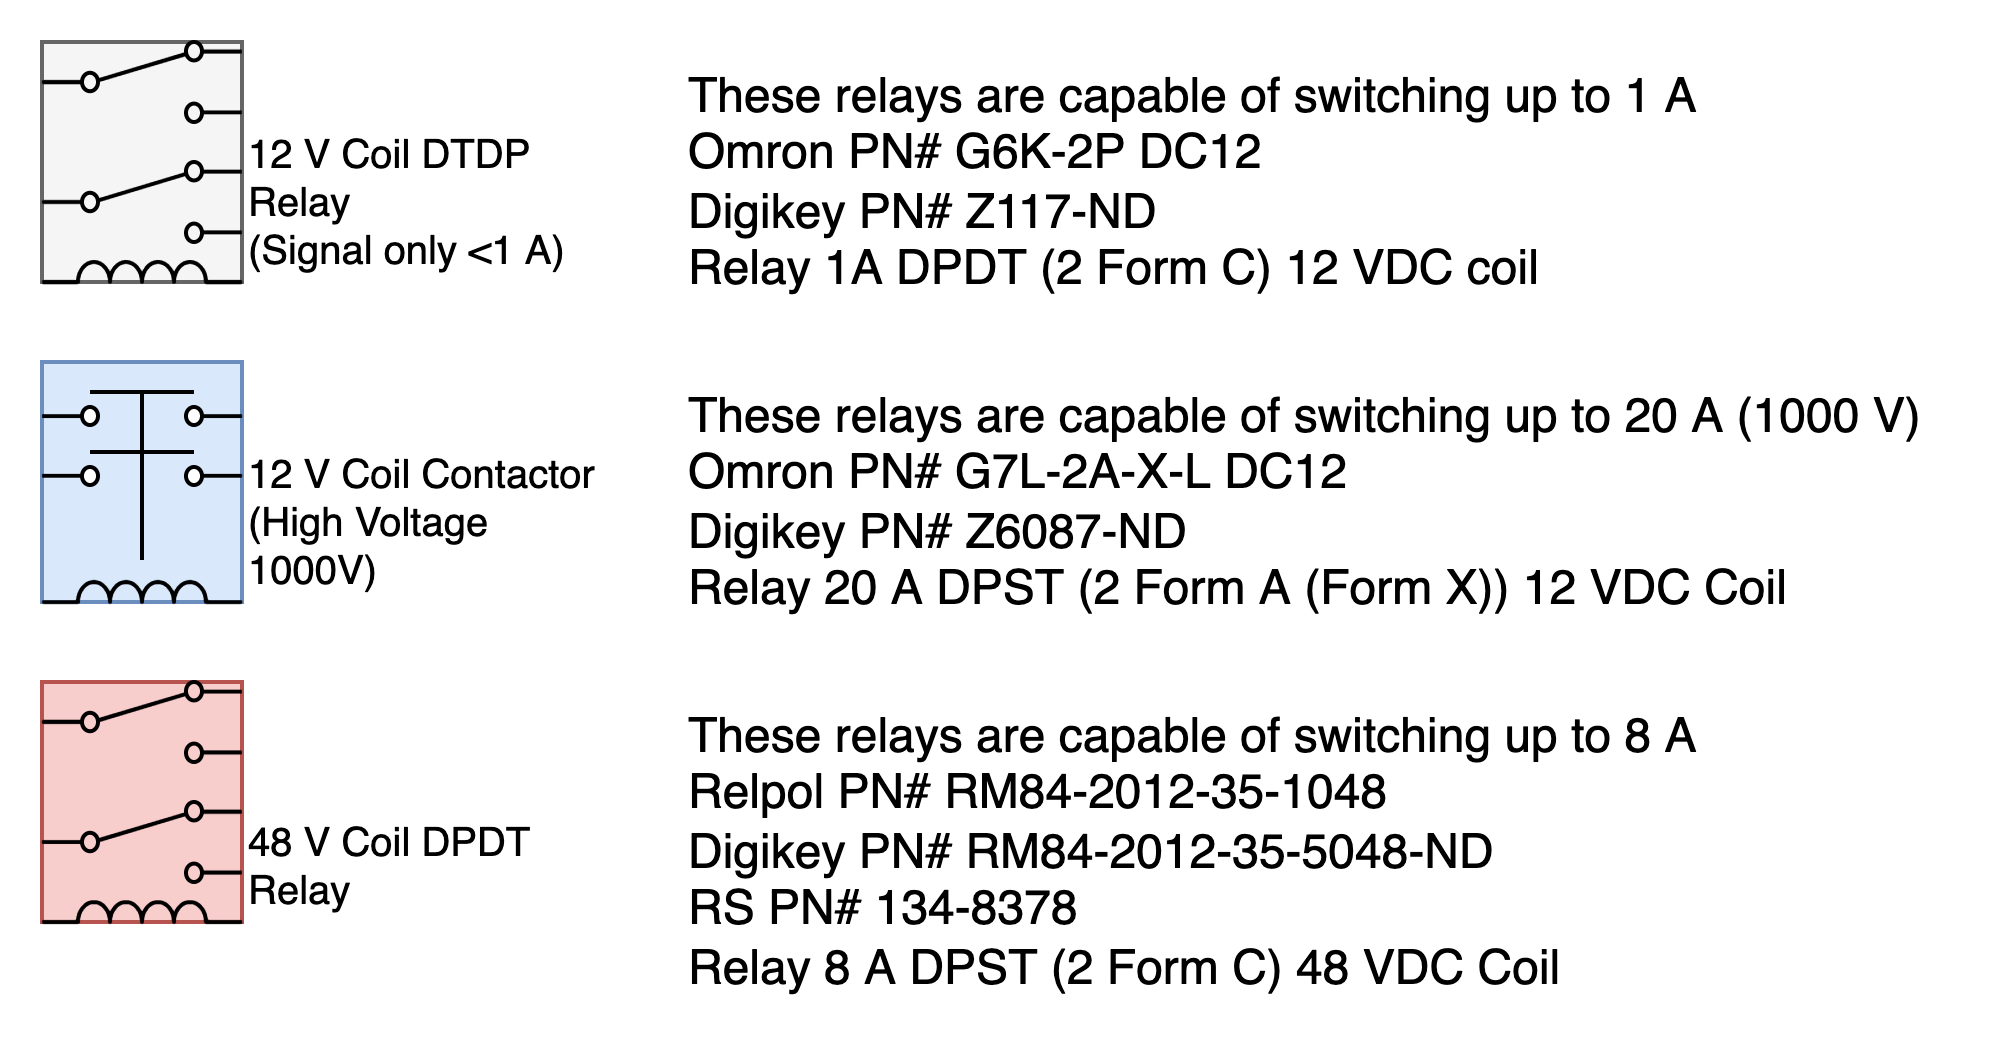 12 V Coil DTDP
Relay
(Signal only <1 A)
These relays are capable of switching up to 1 A
Omron PN# G6K-2P DC12
Digikey PN# Z117-ND
Relay 1A DPDT (2 Form C) 12 VDC coil
12 V Coil Contactor
(High Voltage
1000V)
These relays are capable of switching up to 20 A (1000 V)
Omron PN# G7L-2A-X-L DC12
Digikey PN# Z6087-ND
Relay 20 A DPST (2 Form A (Form X)) 12 VDC Coil
48 V Coil DPDT
Relay
These relays are capable of switching up to 8 A
Relpol PN# RM84-2012-35-1048
Digikey PN# RM84-2012-35-5048-ND
RS PN# 134-8378
Relay 8 A DPST (2 Form C) 48 VDC Coil